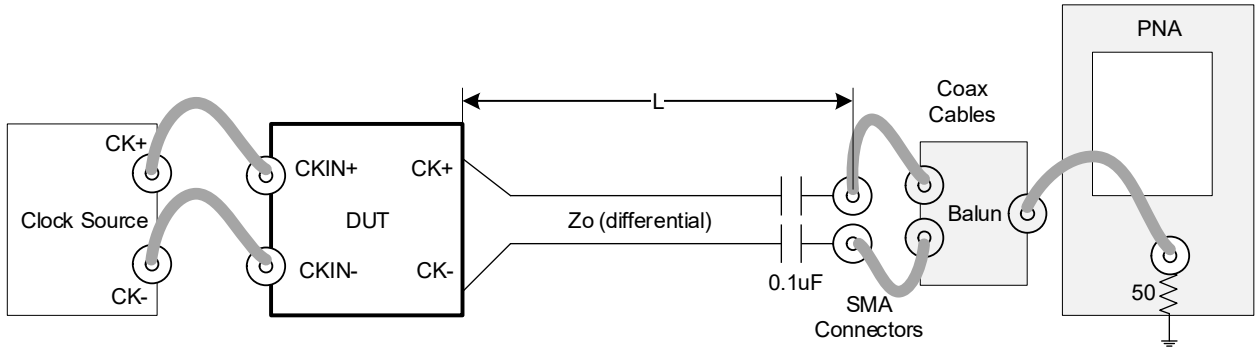 PNA
L
Coax
Cables
CK+
CKIN+
CK+
Clock Source
DUT
Zo (differential)
Balun
CKIN-
CK-
CK-
0.1uF
50
SMA
Connectors